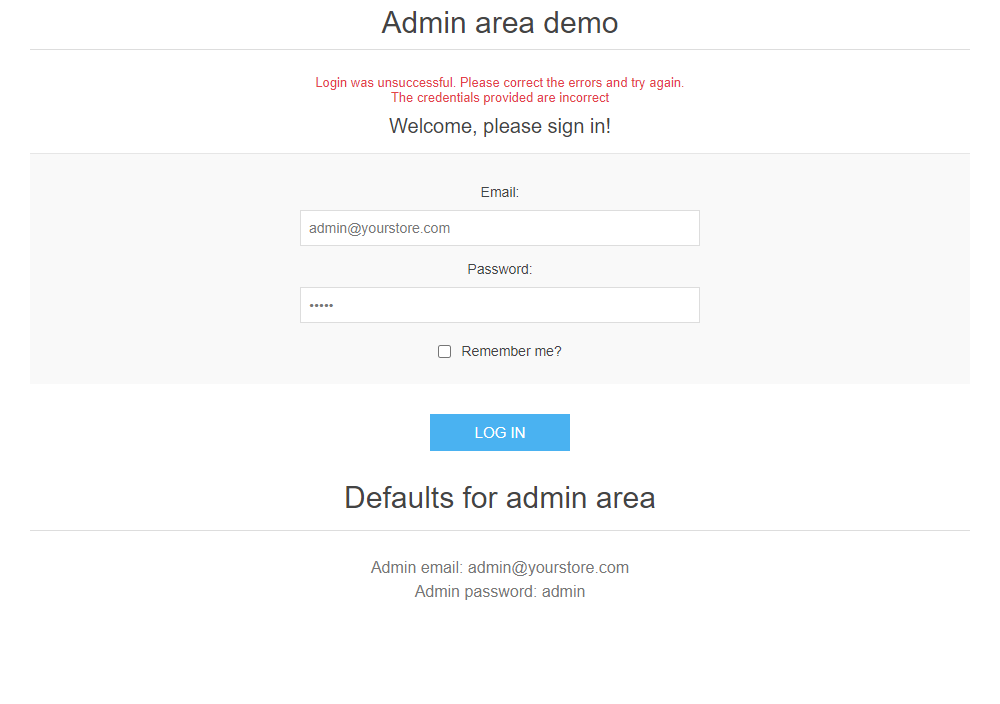 Admin area demo
Login was unsuccessful. Please correct the errors and try again.
The credentials provided are incorrect
Welcome, please sign in!
Email:
admin@yourstore.com
Password:
•••••
Remember me?
LOG IN
Defaults for admin area
Admin email: admin@yourstore.com
Admin password: admin